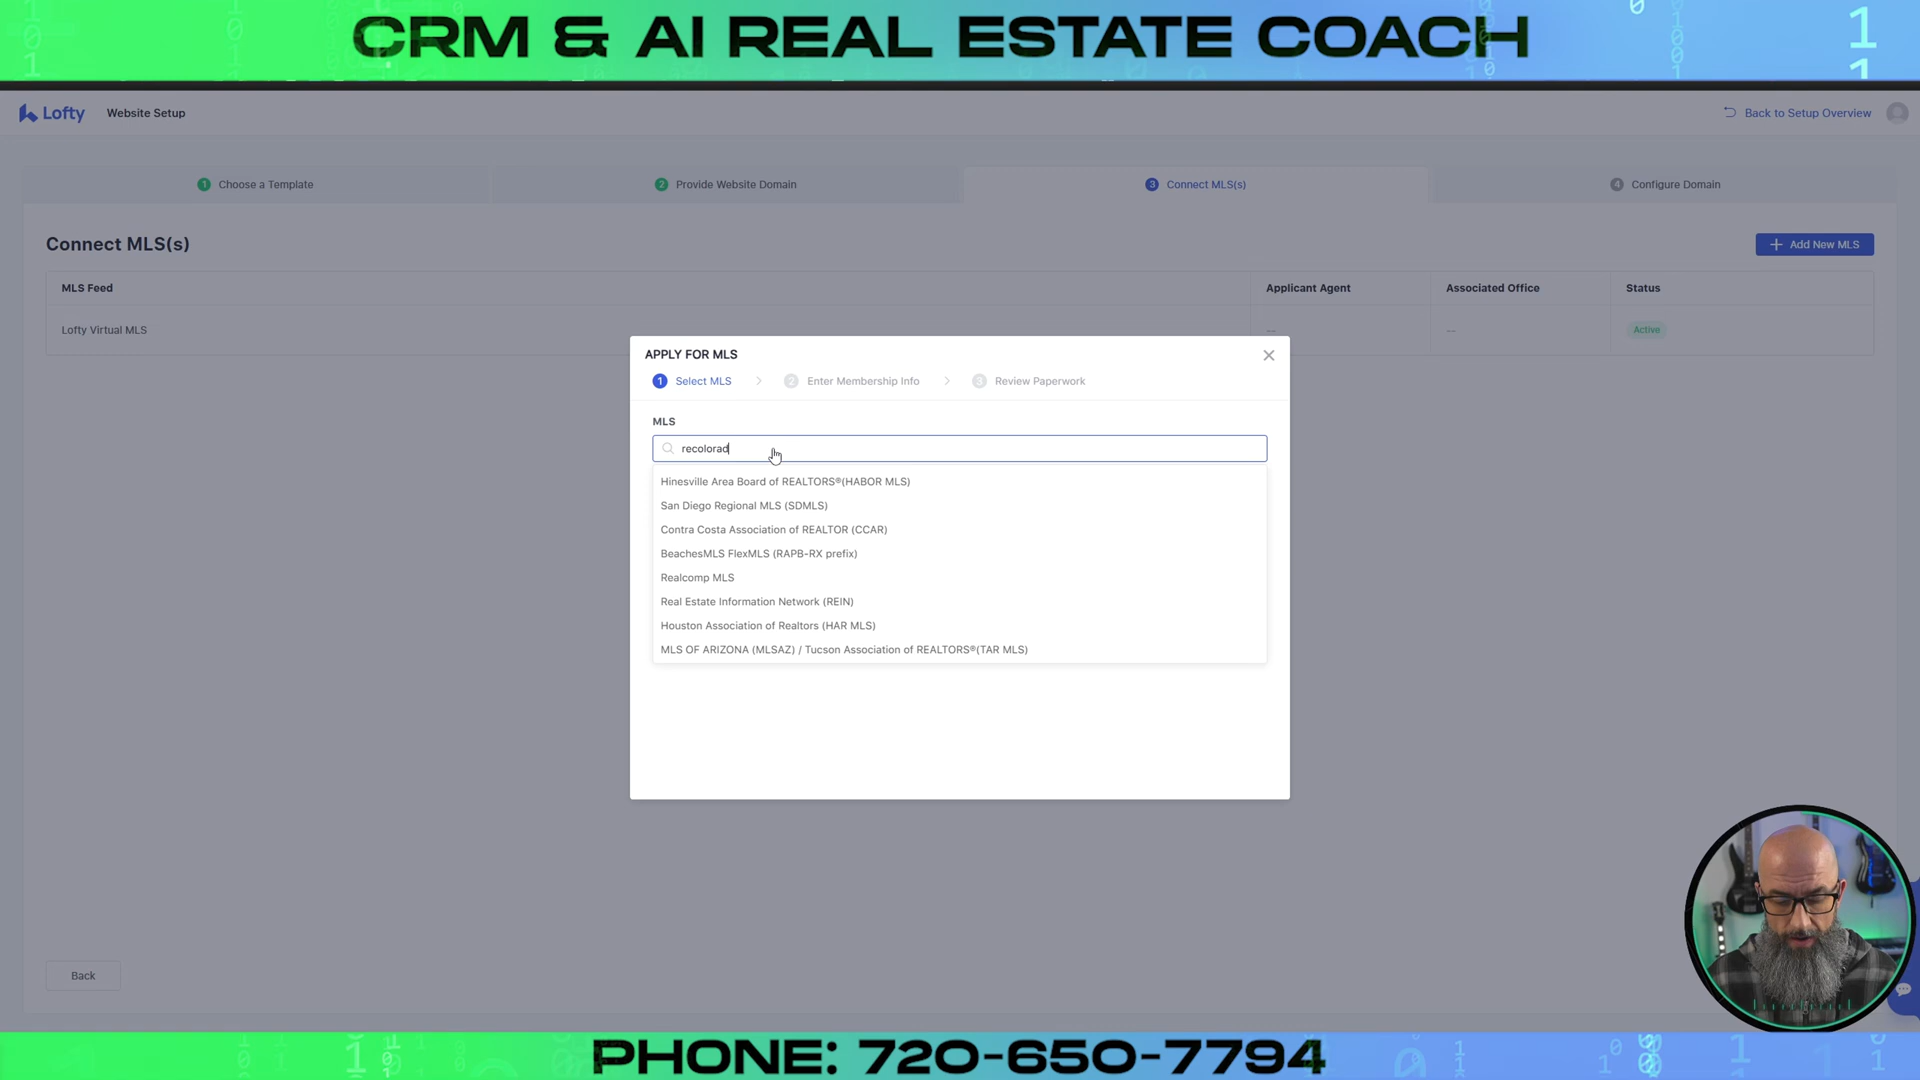 CRM & AI REAL ESTATE COACH
Lofty
Website Setup
Back to Setup Overview
1 Choose a Template
2 Provide Website Domain
3 Connect MLS(s)
4 Configure Domain
Connect MLS(s)
+ Add New MLS
MLS Feed
Applicant Agent
Associated Office
Status
Lofty Virtual MLS
--
--
Active
APPLY FOR MLS
1 Select MLS
2 Enter Membership Info
3 Review Paperwork
MLS
recolorad
Hinesville Area Board of REALTORS®(HABOR MLS)
San Diego Regional MLS (SDMLS)
Contra Costa Association of REALTOR (CCAR)
BeachesMLS FlexMLS (RAPB-RX prefix)
Realcomp MLS
Real Estate Information Network (REIN)
Houston Association of Realtors (HAR MLS)
MLS OF ARIZONA (MLSAZ) / Tucson Association of REALTORS®(TAR MLS)
Back
PHONE: 720-650-7794